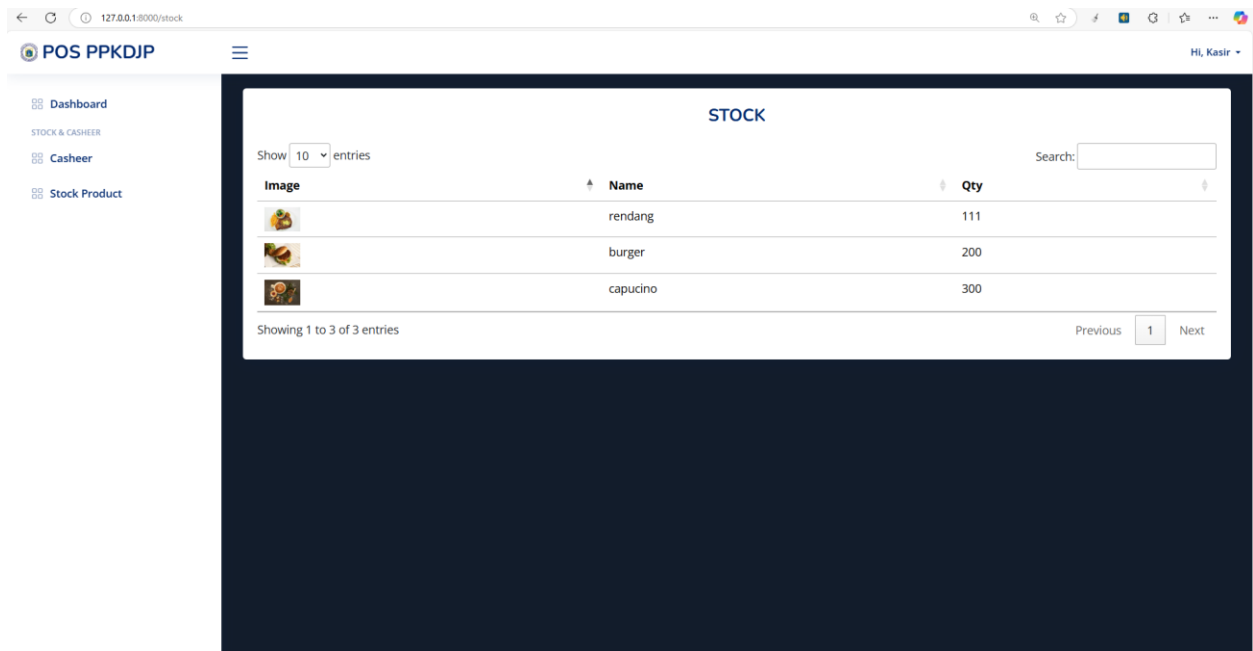 127.0.0.1:8000/stock
POS PPKDJP
Hi, Kasir
Dashboard
STOCK & CASHEER
Casheer
Stock Product
STOCK
Show 10 entries
Search:
Image Name Qty
rendang 111
burger 200
capucino 300
Showing 1 to 3 of 3 entries
Previous 1 Next